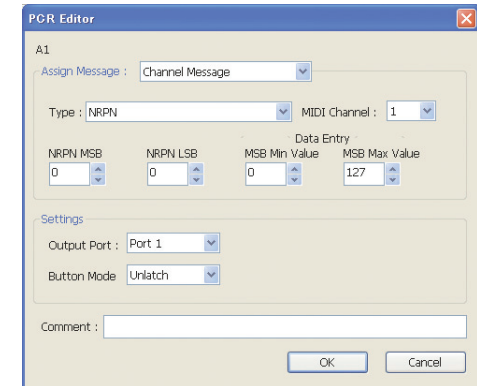 PCR Editor
A1
Assign Message : Channel Message
Type : NRPN MIDI Channel : 1
Data Entry
NRPN MSB NRPN LSB MSB Min Value MSB Max Value
0 0 0 127
Settings
Output Port : Port 1
Button Mode Unlatch
Comment :
OK Cancel